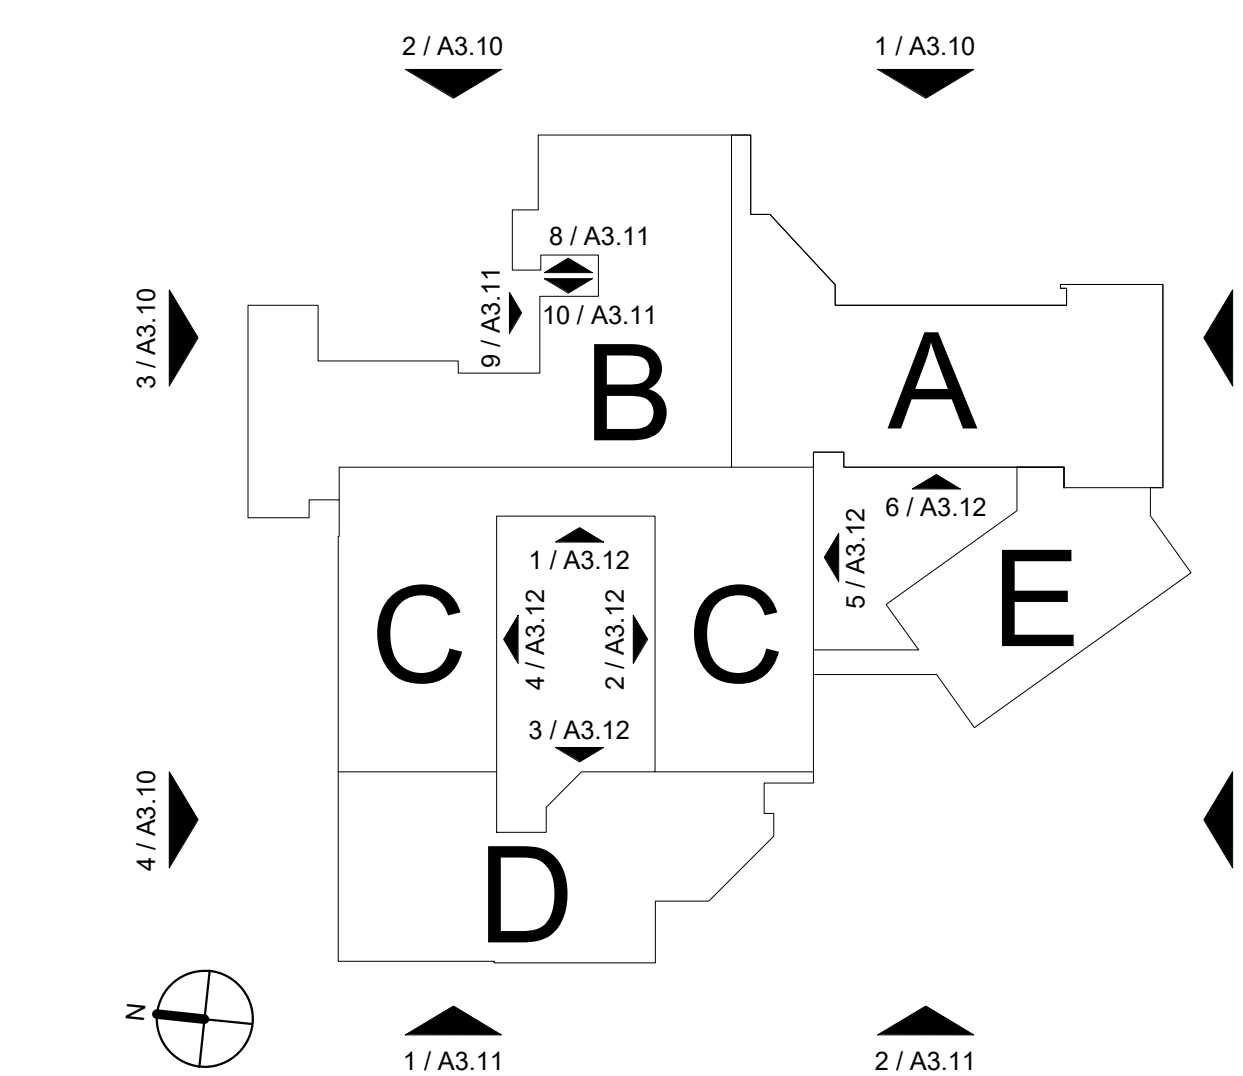 2 / A3.10
1 / A3.10
8 / A3.11
9 / A3.11
10 / A3.11
3 / A3.10
B
A
6 / A3.12
5 / A3.12
1 / A3.12
4 / A3.12
2 / A3.12
3 / A3.12
C
C
E
4 / A3.10
D
N
1 / A3.11
2 / A3.11